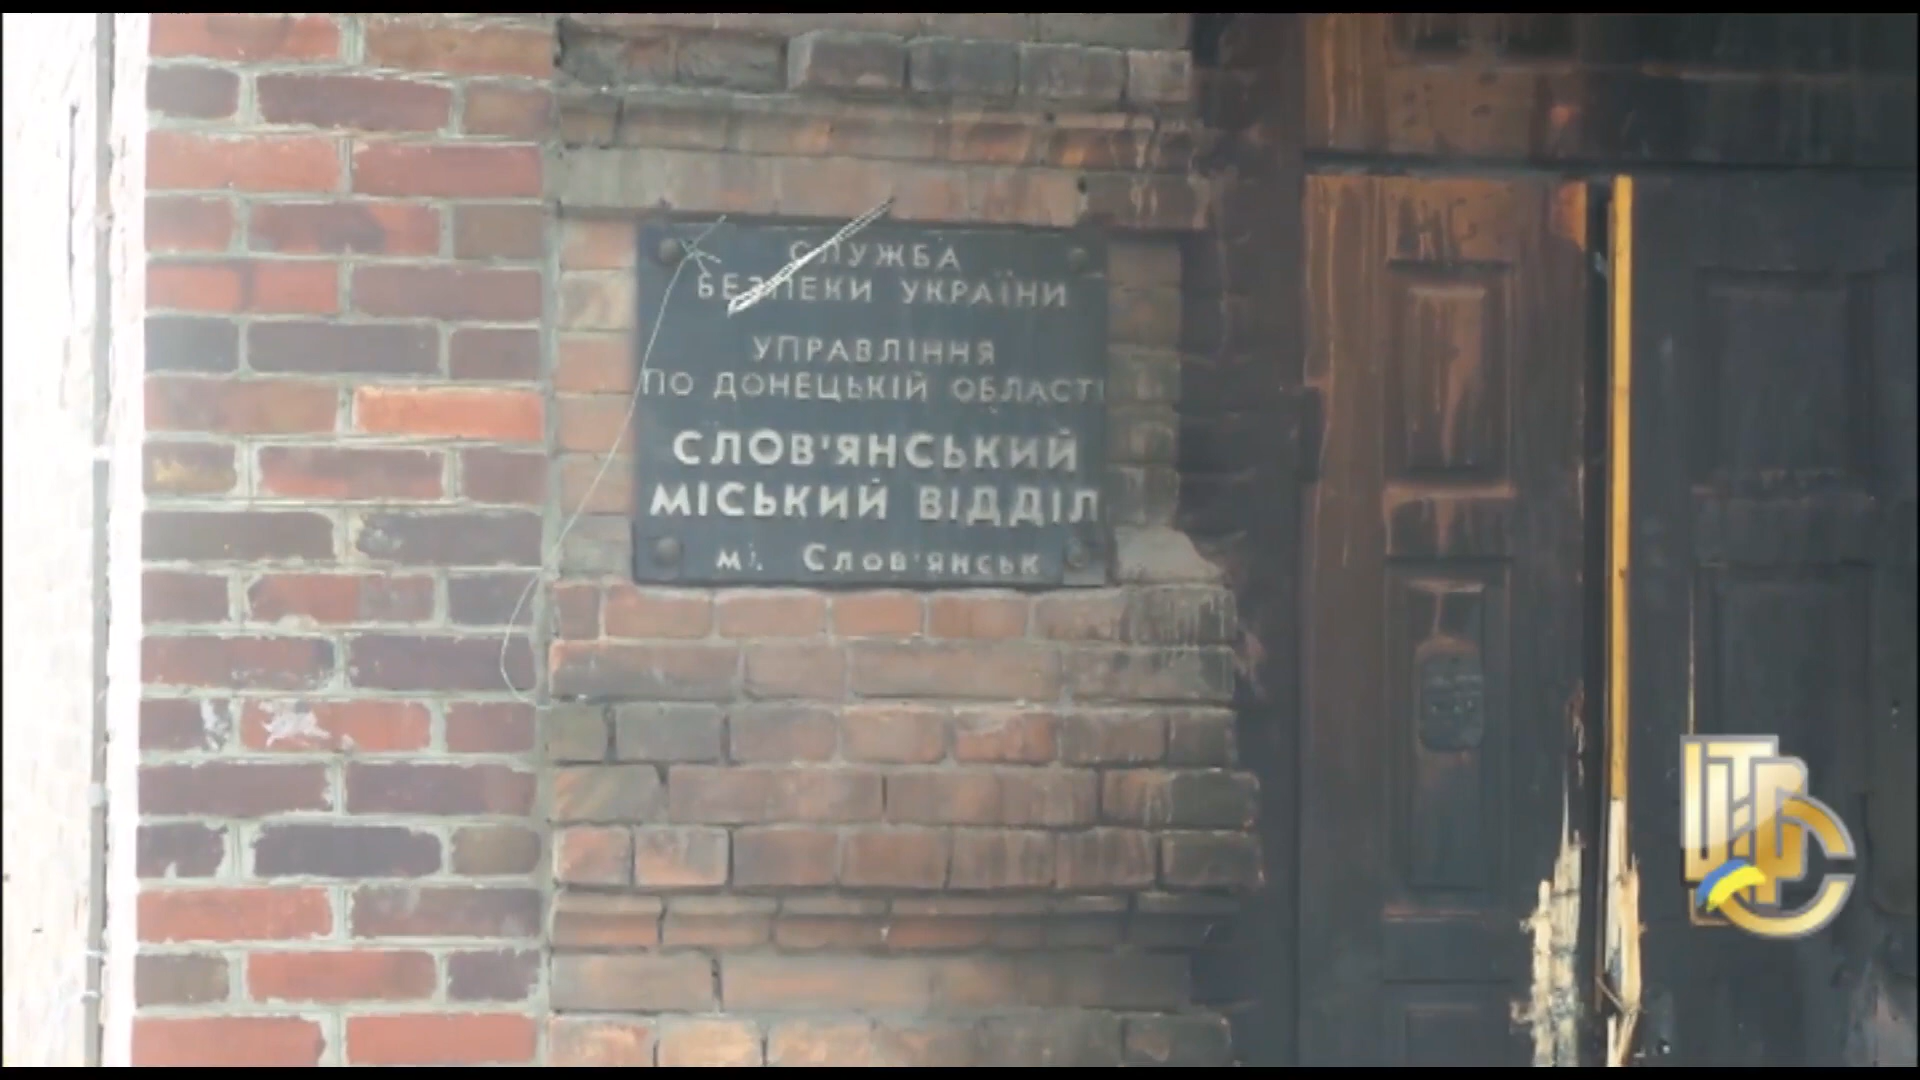 СЛУЖБА
БЕЗПЕКИ УКРАЇНИ
УПРАВЛІННЯ
ПО ДОНЕЦЬКІЙ ОБЛАСТІ
СЛОВ'ЯНСЬКИЙ
МІСЬКИЙ ВІДДІЛ
м. Слов'янськ